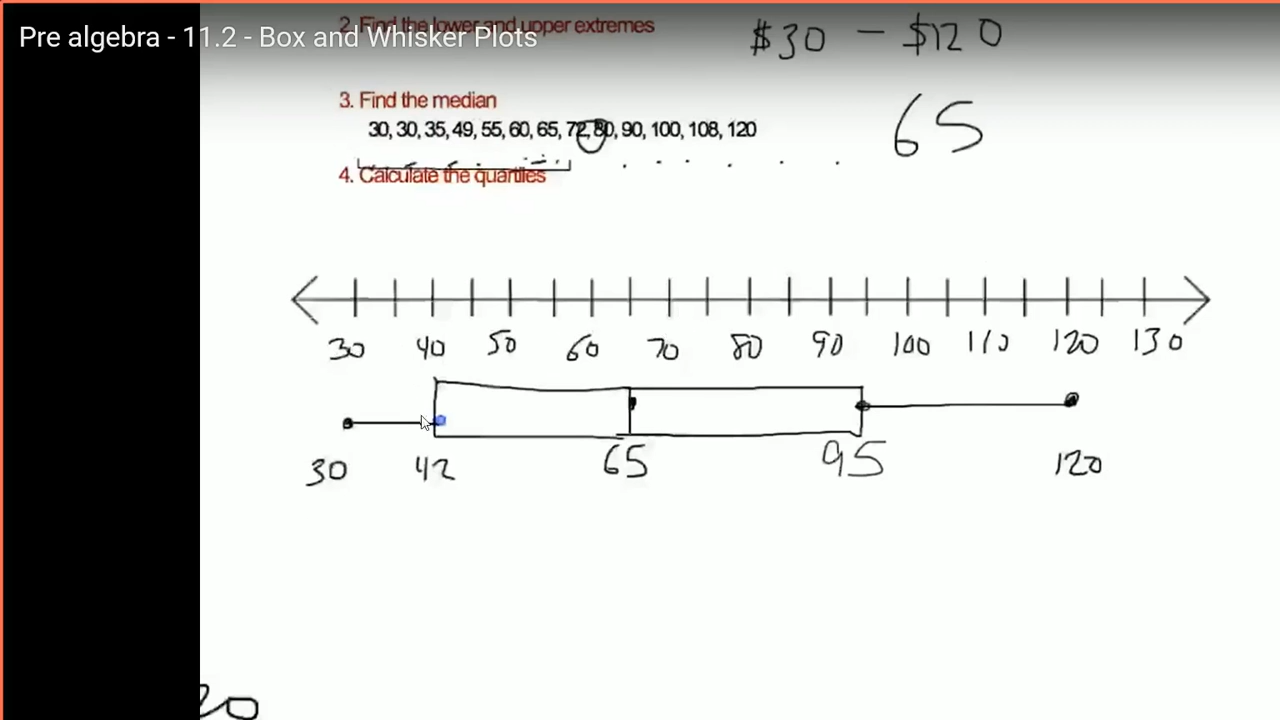 2. Find the lower and upper extremes
Pre algebra - 11.2 - Box and Whisker Plots
$30 - $120
3. Find the median
30, 30, 35, 49, 55, 60, 65, 72, 80, 90, 100, 108, 120
65
4. Calculate the quartiles
30 40 50 60 70 80 90 100 110 120 130
30 42 65 95 120
20